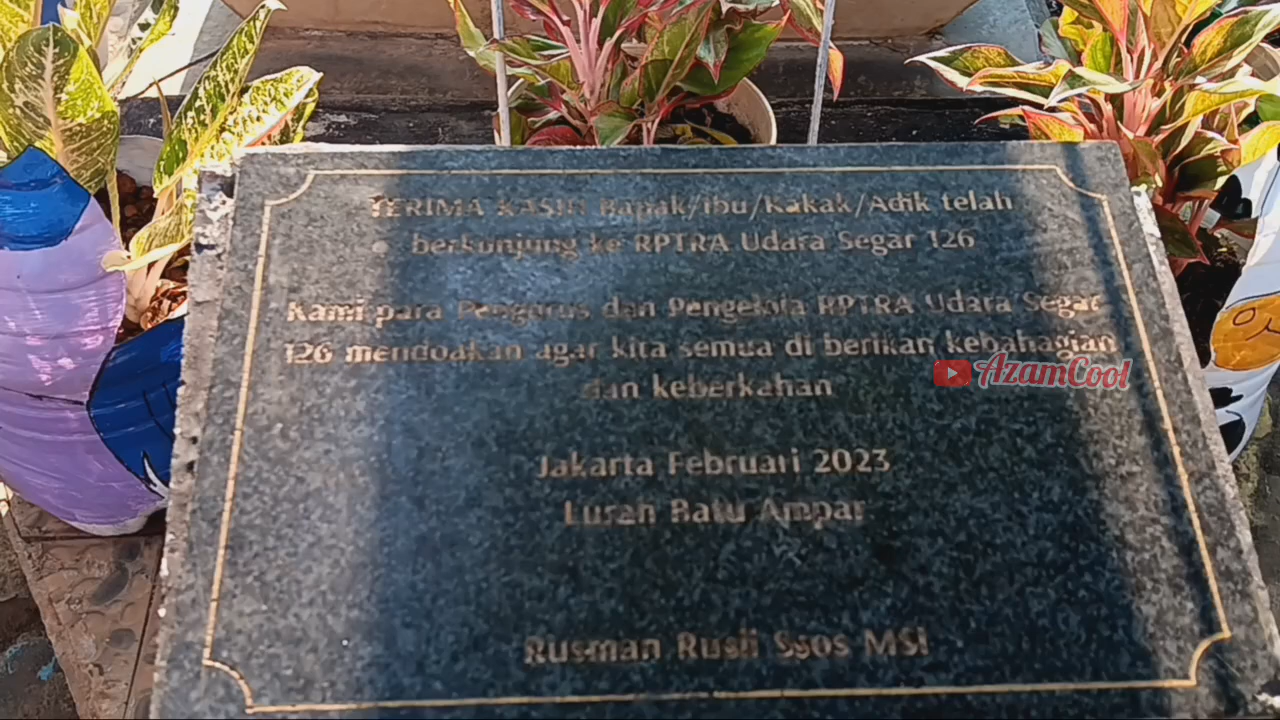 TERIMA KASIH Bapak/Ibu/Kakak/Adik telah
berkunjung ke RPTRA Udara Segar 126
Kami para Pengurus dan Pengelola RPTRA Udara Segar
126 mendoakan agar kita semua di berikan kebahagian
dan keberkahan
AzamCool
Jakarta Februari 2023
Lurah Batu Ampar
Rusman Rusli Ssos MSI